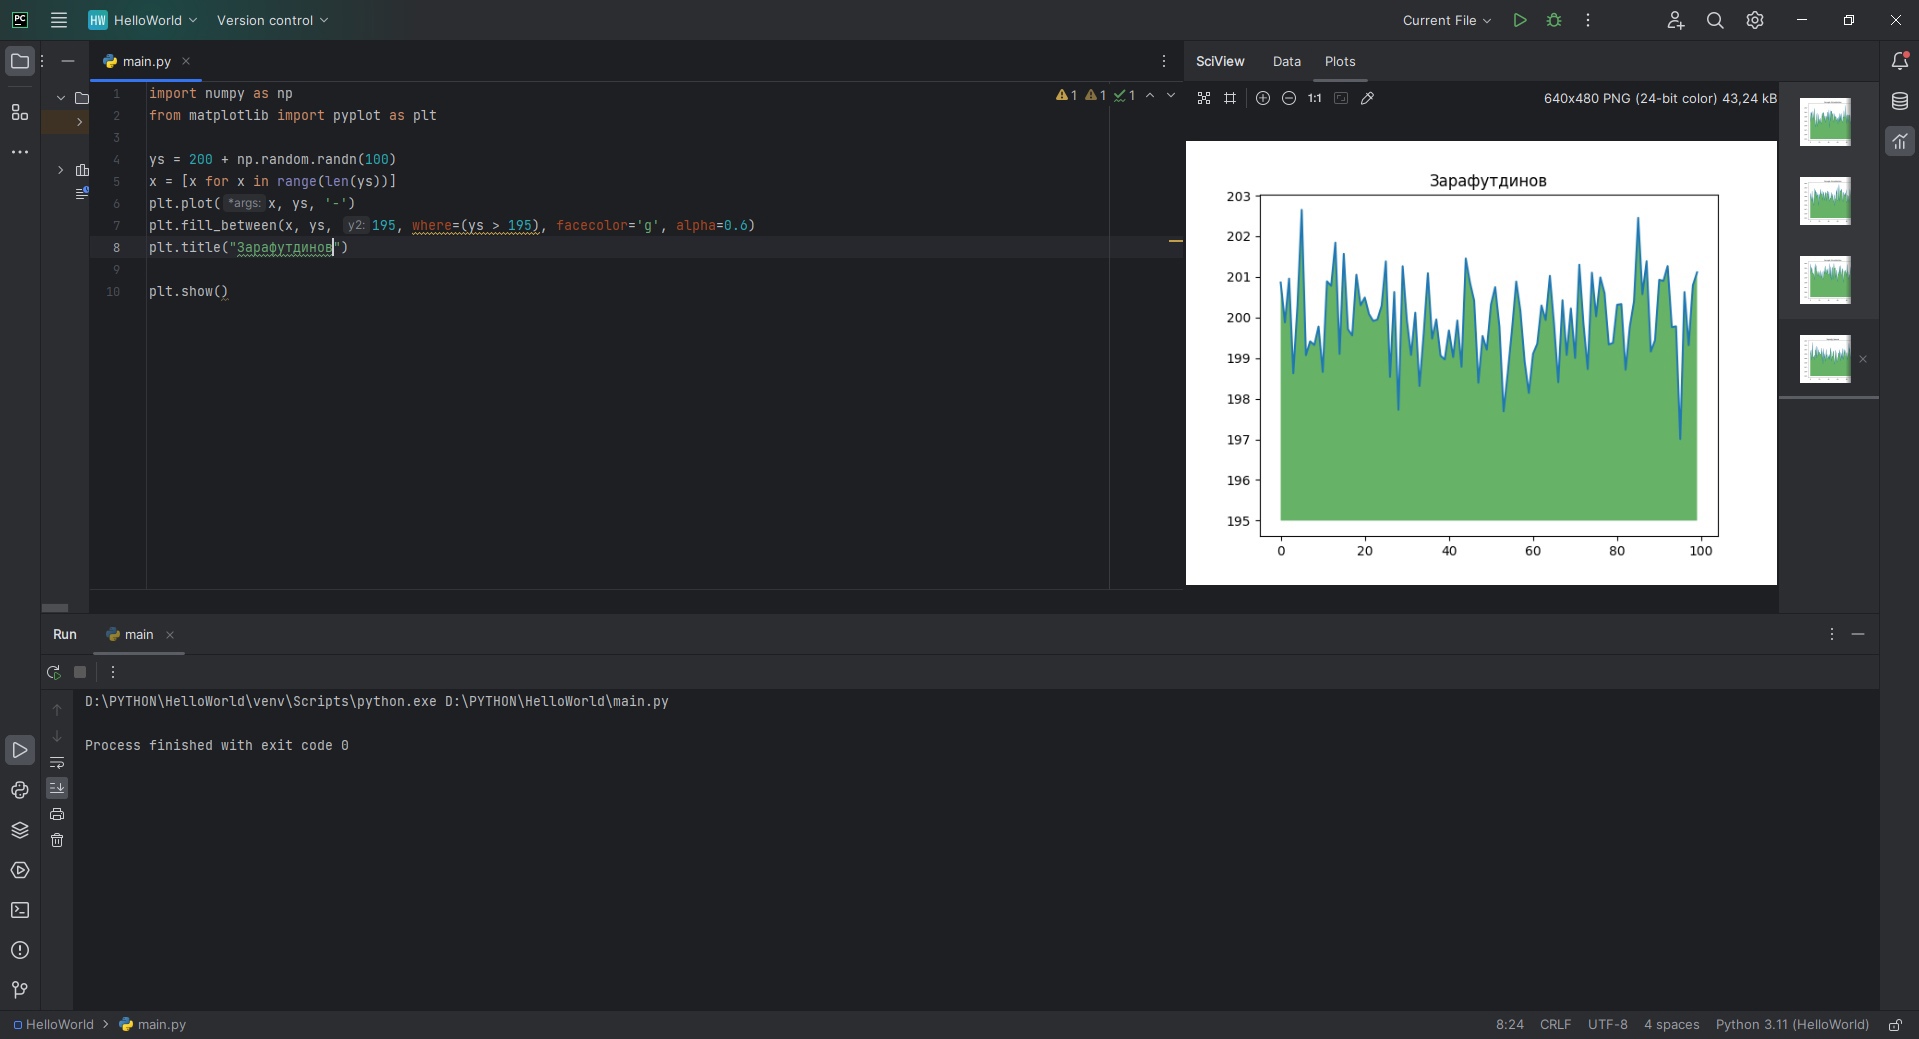 PC
HW HelloWorld Version control Current File
main.py
SciView Data Plots
1 import numpy as np
2 from matplotlib import pyplot as plt
3
4 ys = 200 + np.random.randn(100)
5 x = [x for x in range(len(ys))]
6 plt.plot( *args: x, ys, '-')
7 plt.fill_between(x, ys, y2: 195, where=(ys > 195), facecolor='g', alpha=0.6)
8 plt.title("Зарафутдинов")
9
10 plt.show()
1 1 1
1:1 640x480 PNG (24-bit color) 43,24 kB
Зарафутдинов
203
202
201
200
199
198
197
196
195
0 20 40 60 80 100
Run main
D:\PYTHON\HelloWorld\venv\Scripts\python.exe D:\PYTHON\HelloWorld\main.py
Process finished with exit code 0
HelloWorld > main.py 8:24 CRLF UTF-8 4 spaces Python 3.11 (HelloWorld)